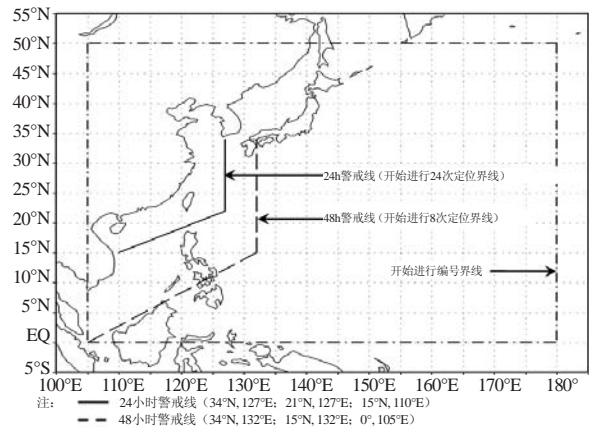 55°N
50°N
45°N
40°N
35°N
30°N
25°N
20°N
15°N
10°N
5°N
EQ
5°S
24h警戒线（开始进行24次定位界线）
48h警戒线（开始进行8次定位界线）
开始进行编号界线
100°E 110°E 120°E 130°E 140°E 150°E 160°E 170°E 180°
注： 24小时警戒线（34°N, 127°E；21°N, 127°E；15°N, 110°E）
48小时警戒线（34°N, 132°E；15°N, 132°E；0°, 105°E）